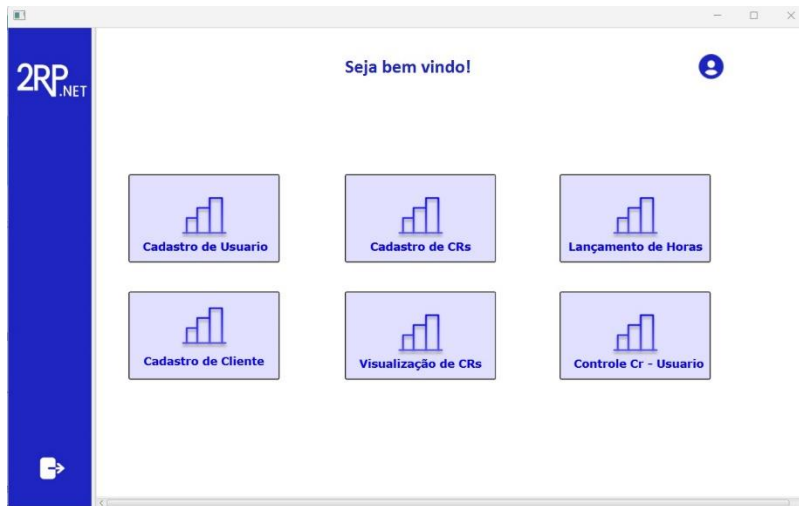 2RP
.NET
Seja bem vindo!
Cadastro de Usuario
Cadastro de CRs
Lançamento de Horas
Cadastro de Cliente
Visualização de CRs
Controle Cr - Usuario